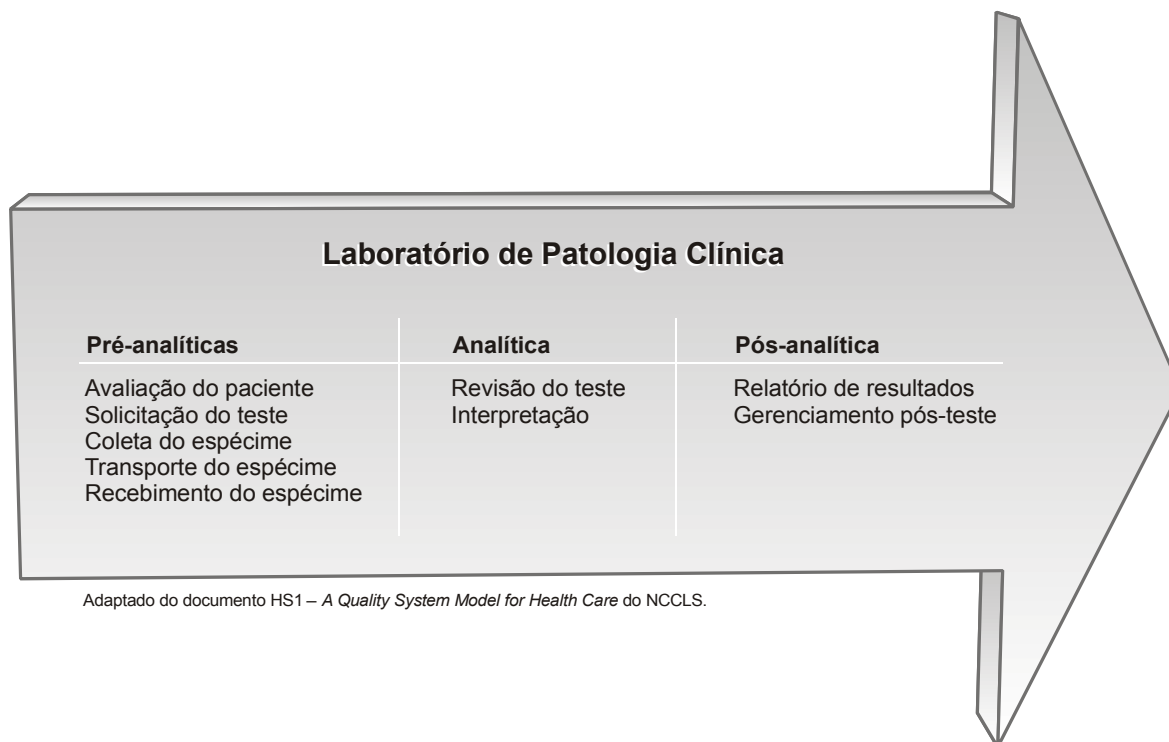 Laboratório de Patologia Clínica
Pré-analíticas
Avaliação do paciente
Solicitação do teste
Coleta do espécime
Transporte do espécime
Recebimento do espécime
Analítica
Revisão do teste
Interpretação
Pós-analítica
Relatório de resultados
Gerenciamento pós-teste
Adaptado do documento HS1 – A Quality System Model for Health Care do NCCLS.